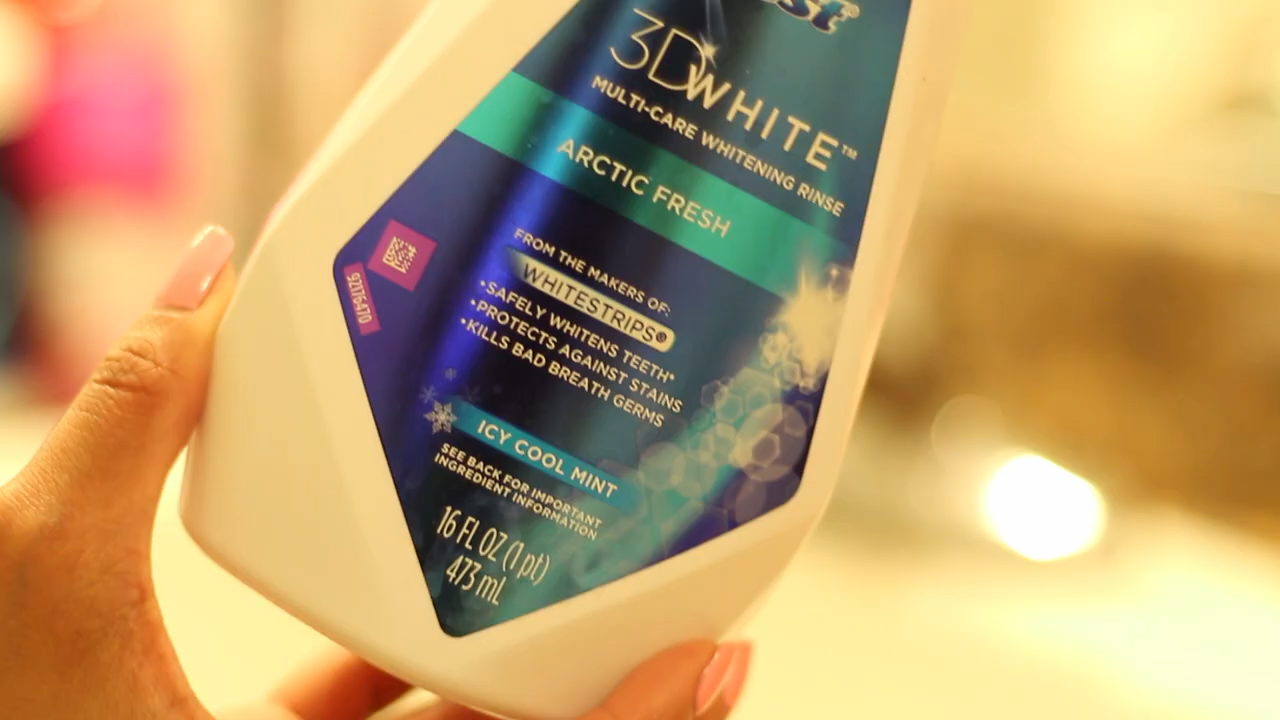 3D WHITE™
MULTI-CARE WHITENING RINSE
ARCTIC FRESH
FROM THE MAKERS OF:
WHITESTRIPS®
•SAFELY WHITENS TEETH*
•PROTECTS AGAINST STAINS
•KILLS BAD BREATH GERMS
92176470
ICY COOL MINT
SEE BACK FOR IMPORTANT
INGREDIENT INFORMATION
16 FL OZ (1 pt)
473 mL